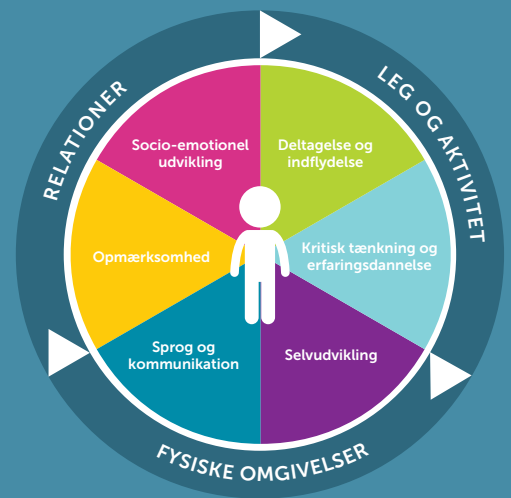 RELATIONER
LEG OG AKTIVITET
Socio-emotionel
udvikling
Deltagelse og
indflydelse
Opmærksomhed
Kritisk tænkning og
erfaringsdannelse
Sprog og
kommunikation
Selvudvikling
FYSISKE OMGIVELSER